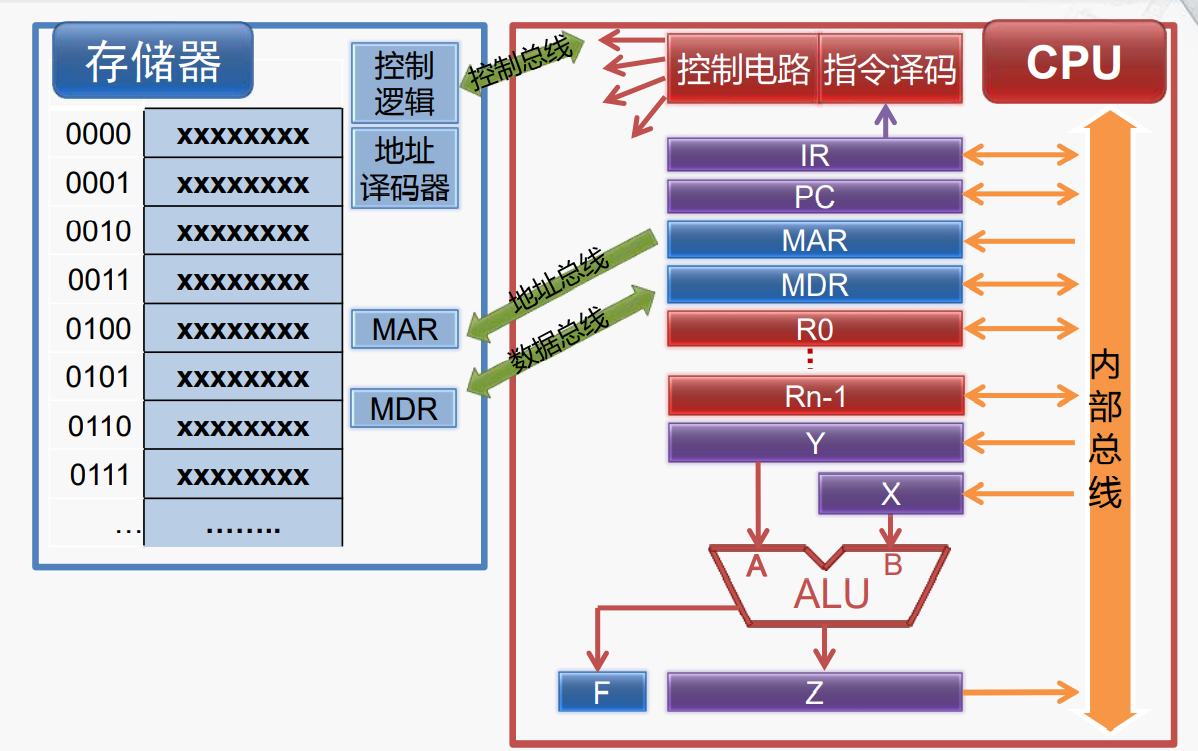 存储器
控制
逻辑
地址
译码器
0000 xxxxxxxx
0001 xxxxxxxx
0010 xxxxxxxx
0011 xxxxxxxx
0100 xxxxxxxx
0101 xxxxxxxx
0110 xxxxxxxx
0111 xxxxxxxx
… ……..
MAR
MDR
控制总线
地址总线
数据总线
CPU
控制电路 指令译码
IR
PC
MAR
MDR
R0
⋮
Rn-1
Y
X
A B
ALU
F
Z
内
部
总
线